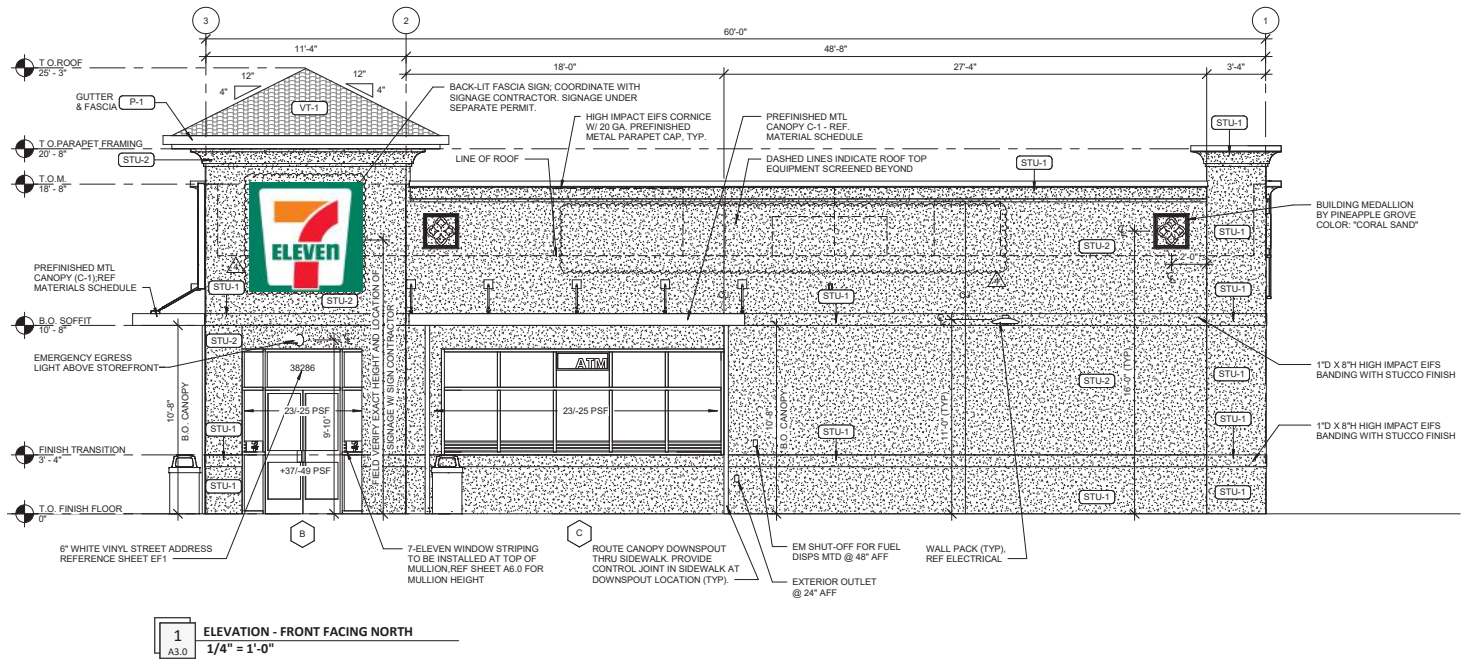 3
2
1
60'-0"
11'-4"
48'-8"
18'-0"
27'-4"
3'-4"
T.O.ROOF
25' - 3"
12"
4"
12"
4"
GUTTER
& FASCIA
P-1
VT-1
BACK-LIT FASCIA SIGN; COORDINATE WITH
SIGNAGE CONTRACTOR. SIGNAGE UNDER
SEPARATE PERMIT.
HIGH IMPACT EIFS CORNICE
W/ 20 GA. PREFINISHED
METAL PARAPET CAP, TYP.
PREFINISHED MTL
CANOPY C-1 - REF.
MATERIAL SCHEDULE
STU-1
T.O.PARAPET FRAMING
20' - 8"
STU-2
LINE OF ROOF
DASHED LINES INDICATE ROOF TOP
EQUIPMENT SCREENED BEYOND
STU-1
T.O.M.
18' - 8"
7
ELEVEN
BUILDING MEDALLION
BY PINEAPPLE GROVE
COLOR: "CORAL SAND"
STU-1
STU-2
2'-0"
PREFINISHED MTL
CANOPY (C-1);REF
MATERIALS SCHEDULE
STU-1
STU-2
STU-1
STU-1
B.O. SOFFIT
10' - 8"
STU-2
EMERGENCY EGRESS
LIGHT ABOVE STOREFRONT
38286
ATM
1"D X 8"H HIGH IMPACT EIFS
BANDING WITH STUCCO FINISH
STU-1
STU-2
23/-25 PSF
23/-25 PSF
10'-8"
B.O. CANOPY
9'-10"
FIELD VERIFY EXACT HEIGHT AND LOCATION OF
SIGNAGE W/ SIGN CONTRACTOR
10'-8"
B.O. CANOPY
11'-0" (TYP)
16'-0" (TYP)
STU-1
STU-1
STU-1
1"D X 8"H HIGH IMPACT EIFS
BANDING WITH STUCCO FINISH
FINISH TRANSITION
3' - 4"
+37/-49 PSF
STU-1
STU-1
STU-1
T.O. FINISH FLOOR
0"
B
C
6" WHITE VINYL STREET ADDRESS
REFERENCE SHEET EF1
7-ELEVEN WINDOW STRIPING
TO BE INSTALLED AT TOP OF
MULLION,REF SHEET A6.0 FOR
MULLION HEIGHT
ROUTE CANOPY DOWNSPOUT
THRU SIDEWALK. PROVIDE
CONTROL JOINT IN SIDEWALK AT
DOWNSPOUT LOCATION (TYP).
EM SHUT-OFF FOR FUEL
DISPS MTD @ 48" AFF
EXTERIOR OUTLET
@ 24" AFF
WALL PACK (TYP),
REF ELECTRICAL
1
A3.0
ELEVATION - FRONT FACING NORTH
1/4" = 1'-0"